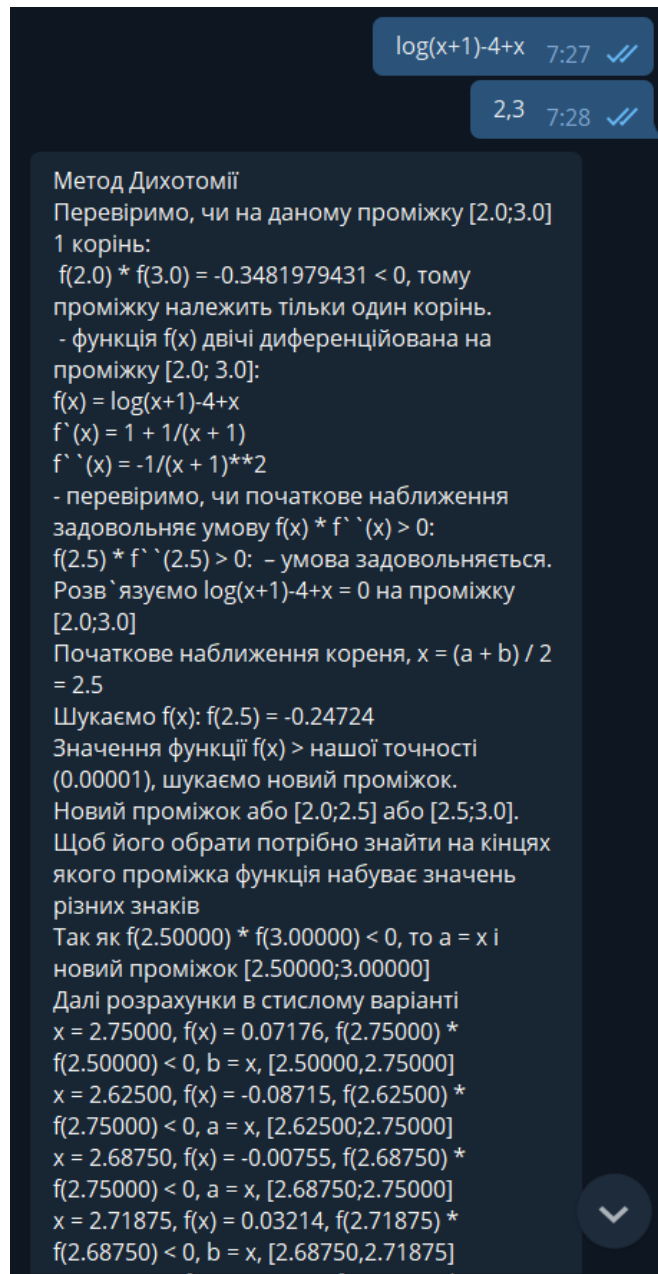 log(x+1)-4+x 7:27
2,3 7:28
Метод Дихотомії
Перевіримо, чи на даному проміжку [2.0;3.0]
1 корінь:
f(2.0) * f(3.0) = -0.3481979431 < 0, тому
проміжку належить тільки один корінь.
- функція f(x) двічі диференційована на
проміжку [2.0; 3.0]:
f(x) = log(x+1)-4+x
f`(x) = 1 + 1/(x + 1)
f``(x) = -1/(x + 1)**2
- перевіримо, чи початкове наближення
задовольняє умову f(x) * f``(x) > 0:
f(2.5) * f``(2.5) > 0: – умова задовольняється.
Розв`язуємо log(x+1)-4+x = 0 на проміжку
[2.0;3.0]
Початкове наближення кореня, x = (a + b) / 2
= 2.5
Шукаємо f(x): f(2.5) = -0.24724
Значення функції f(x) > нашої точності
(0.00001), шукаємо новий проміжок.
Новий проміжок або [2.0;2.5] або [2.5;3.0].
Щоб його обрати потрібно знайти на кінцях
якого проміжка функція набуває значень
різних знаків
Так як f(2.50000) * f(3.00000) < 0, то a = x і
новий проміжок [2.50000;3.00000]
Далі розрахунки в стислому варіанті
x = 2.75000, f(x) = 0.07176, f(2.75000) *
f(2.50000) < 0, b = x, [2.50000,2.75000]
x = 2.62500, f(x) = -0.08715, f(2.62500) *
f(2.75000) < 0, a = x, [2.62500;2.75000]
x = 2.68750, f(x) = -0.00755, f(2.68750) *
f(2.75000) < 0, a = x, [2.68750;2.75000]
x = 2.71875, f(x) = 0.03214, f(2.71875) *
f(2.68750) < 0, b = x, [2.68750,2.71875]